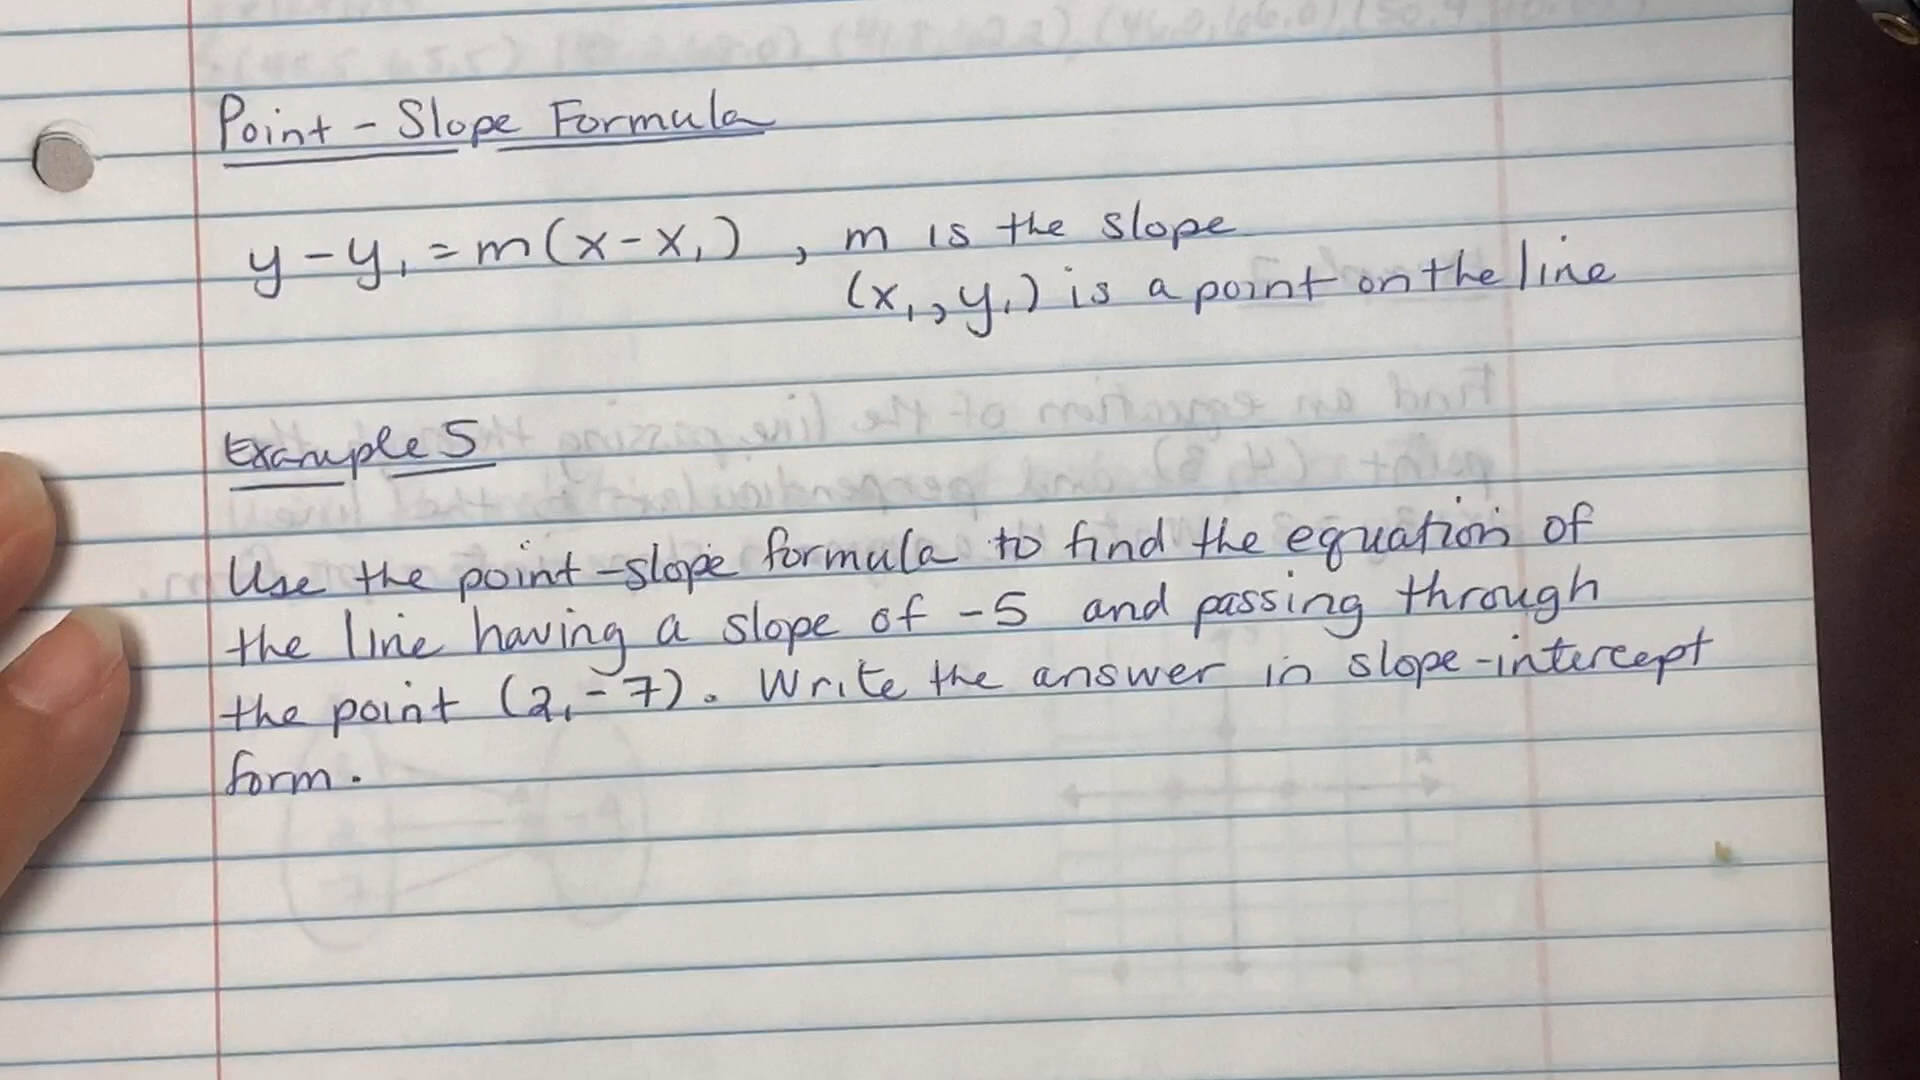 Point - Slope Formula
y - y₁ = m(x - x₁) , m is the slope
(x₁, y₁) is a point on the line
Example 5
Use the point-slope formula to find the equation of
the line having a slope of -5 and passing through
the point (2, -7). Write the answer in slope-intercept
form.